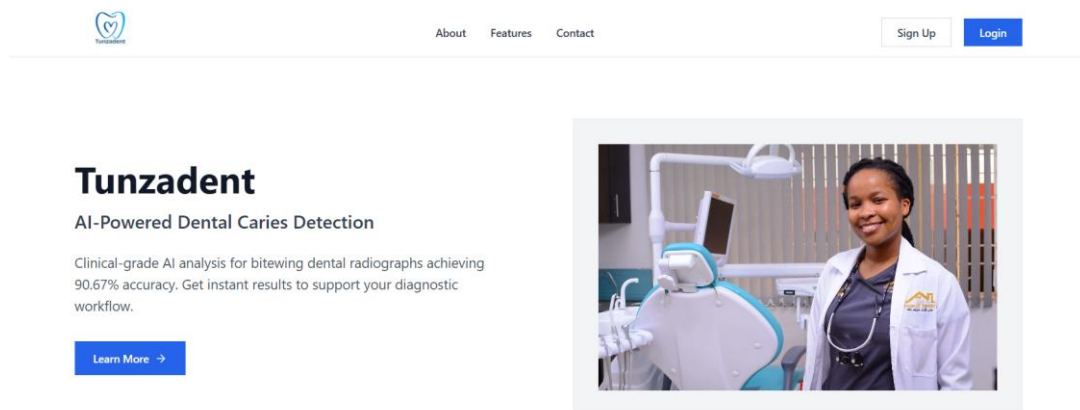 Tunzadent
About
Features
Contact
Sign Up
Login
Tunzadent
AI-Powered Dental Caries Detection
Clinical-grade AI analysis for bitewing dental radiographs achieving
90.67% accuracy. Get instant results to support your diagnostic
workflow.
Learn More →